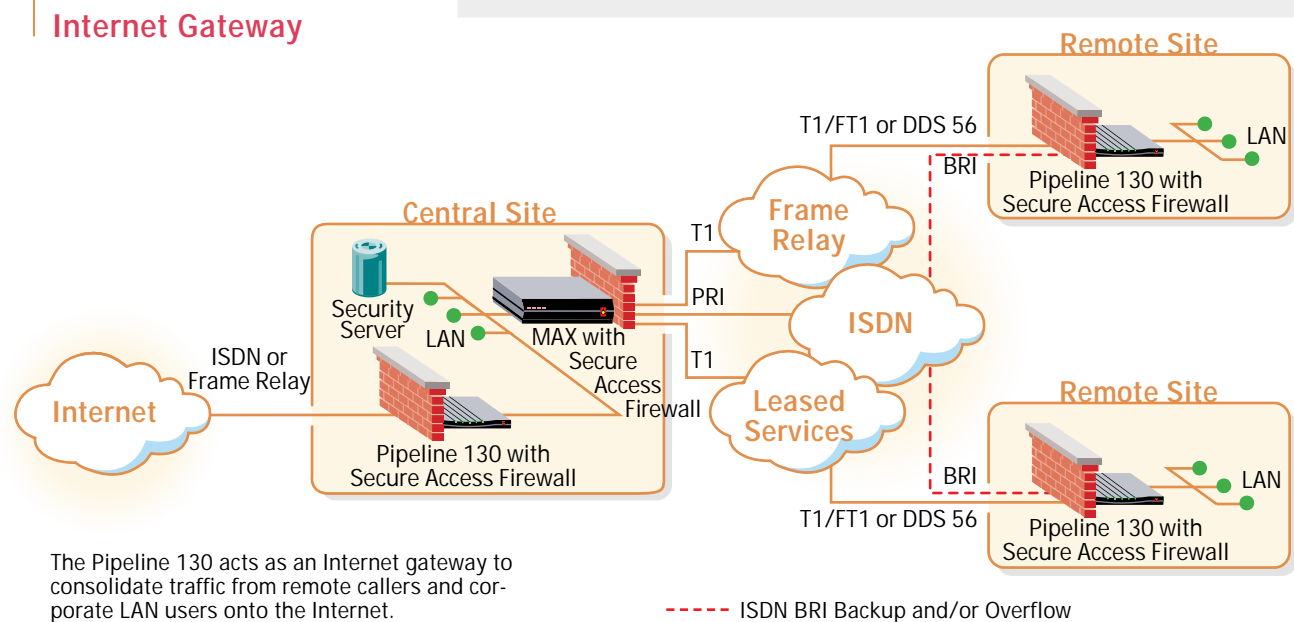 Internet Gateway
Remote Site
T1/FT1 or DDS 56
LAN
BRI
Pipeline 130 with
Secure Access Firewall
Frame
Relay
Central Site
T1
PRI
Security
Server
LAN
MAX with
Secure
Access
Firewall
ISDN
T1
ISDN or
Frame Relay
Internet
Leased
Services
Pipeline 130 with
Secure Access Firewall
Remote Site
BRI
LAN
T1/FT1 or DDS 56
Pipeline 130 with
Secure Access Firewall
The Pipeline 130 acts as an Internet gateway to
consolidate traffic from remote callers and cor-
porate LAN users onto the Internet.
ISDN BRI Backup and/or Overflow